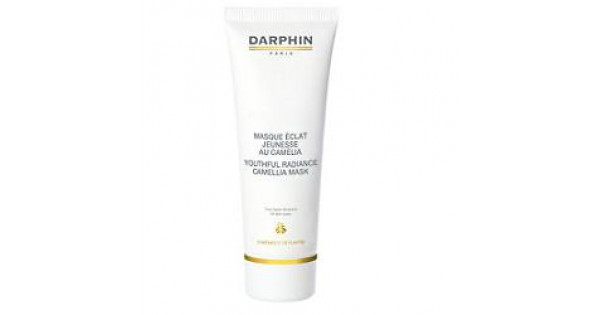 DARPHIN
PARIS
MASQUE ÉCLAT
JEUNESSE
AU CAMÉLIA
YOUTHFUL RADIANCE
CAMELLIA MASK